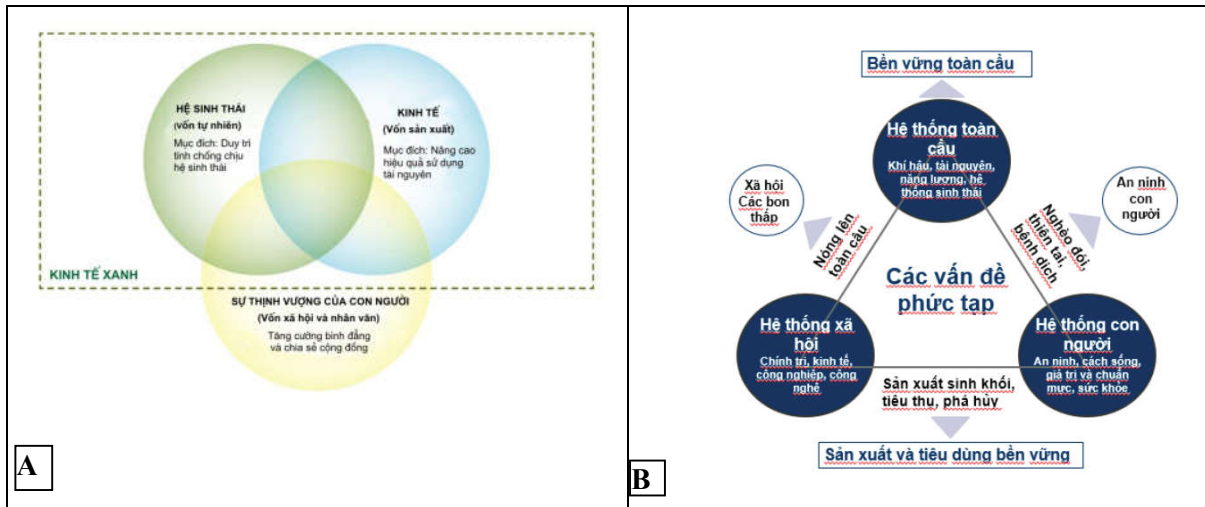 HỆ SINH THÁI
(vốn tự nhiên)
Mục đích: Duy trì
tính chống chịu
hệ sinh thái
KINH TẾ
(Vốn sản xuất)
Mục đích: Nâng cao
hiệu quả sử dụng
tài nguyên
KINH TẾ XANH
SỰ THỊNH VƯỢNG CỦA CON NGƯỜI
(Vốn xã hội và nhân văn)
Tăng cường bình đẳng
và chia sẻ cộng đồng
A
Bền vững toàn cầu
Hệ thống toàn
cầu
Khí hậu, tài nguyên,
năng lượng, hệ
thống sinh thái
Xã hội
Các bon
thấp
An ninh
con
người
Nóng lên
toàn cầu
Nghèo đói,
thiên tai,
bệnh dịch
Các vấn đề
phức tạp
Hệ thống xã
hội
Chính trị, kinh tế,
công nghiệp, công
nghệ
Hệ thống con
người
An ninh, cách sống,
giá trị và chuẩn
mực, sức khỏe
Sản xuất sinh khối,
tiêu thụ, phá hủy
Sản xuất và tiêu dùng bền vững
B